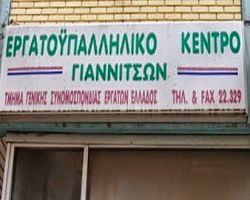 ΕΡΓΑΤΟΫΠΑΛΛΗΛΙΚΟ ΚΕΝΤΡΟ
ΓΙΑΝΝΙΤΣΩΝ
ΤΜΗΜΑ ΓΕΝΙΚΗΣ ΣΥΝΟΜΟΣΠΟΝΔΙΑΣ ΕΡΓΑΤΩΝ ΕΛΛΑΔΟΣ ΤΗΛ. & FAX 22.329